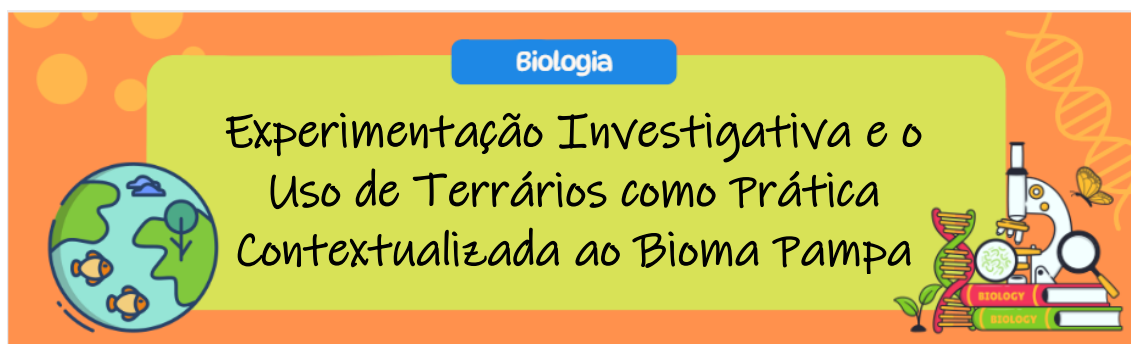 Biologia
Experimentação Investigativa e o
Uso de Terrários como Prática
Contextualizada ao Bioma Pampa
BIOLOGY
BIOLOGY